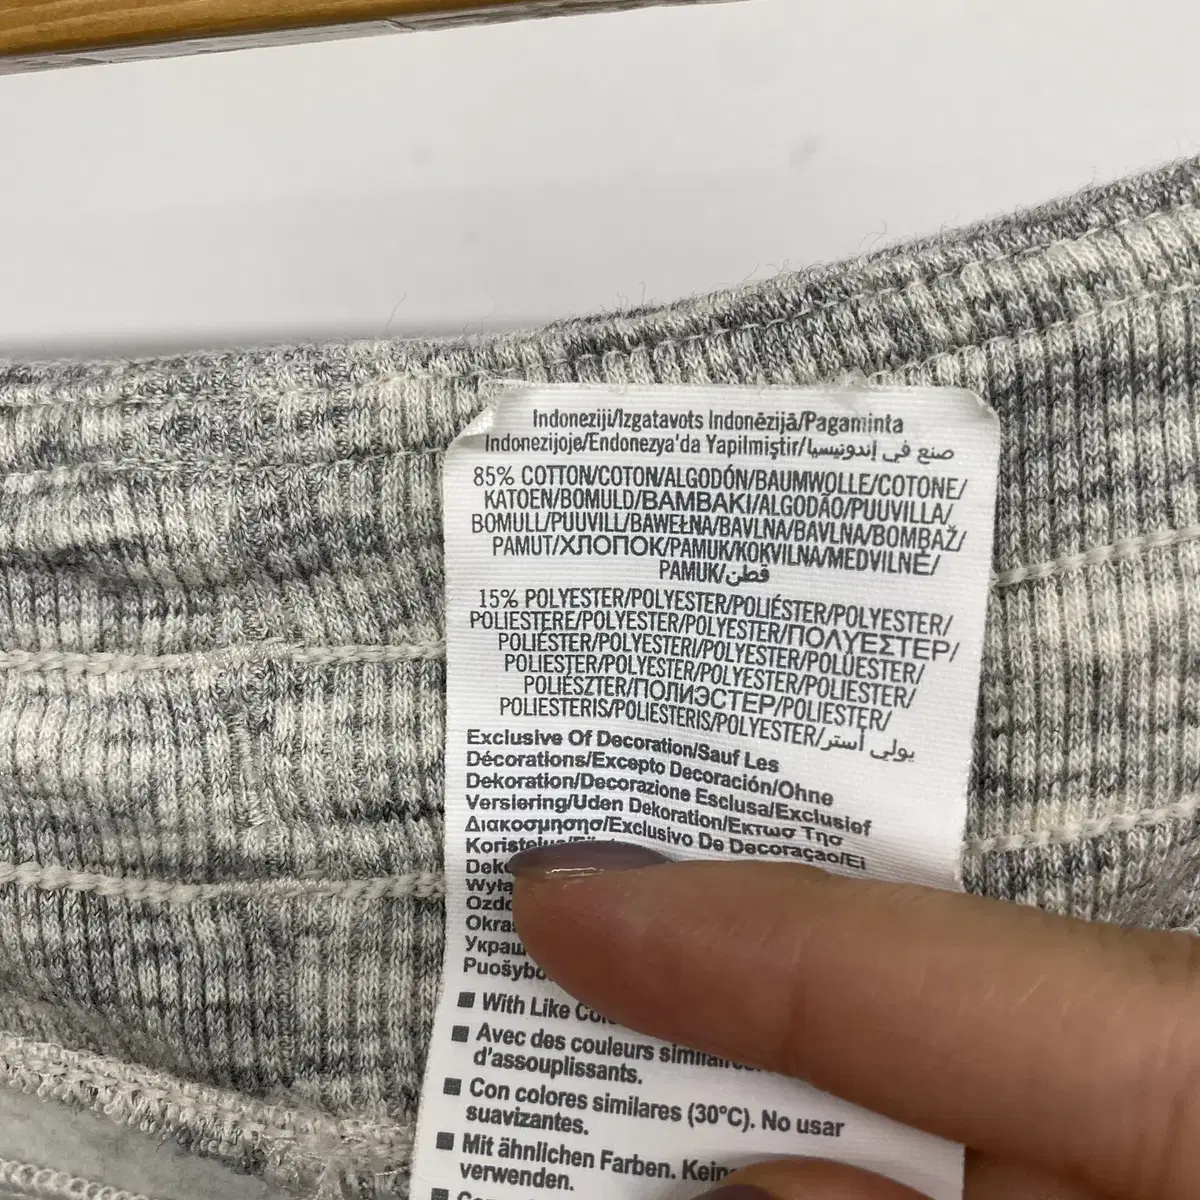 Indoneziji/Izgatavots Indonēzijā/Pagaminta
Indonezijoje/Endonezya'da Yapilmiştir/صنع في إندونيسيا
85% COTTON/COTON/ALGODÓN/BAUMWOLLE/COTONE/
KATOEN/BOMULD/BAMBAKI/ALGODÃO/PUUVILLA/
BOMULL/PUUVILL/BAWEŁNA/BAVLNA/BAVLNA/BOMBAŽ/
PAMUT/ХЛОПОК/PAMUK/KOKVILNA/MEDVILNĖ/
PAMUK/قطن
15% POLYESTER/POLYESTER/POLIÉSTER/POLYESTER/
POLIESTERE/POLYESTER/POLYESTER/ΠΟΛΥΕΣΤΕΡ/
POLIÉSTER/POLYESTERI/POLYESTER/POLÜESTER/
POLIESTER/POLYESTER/POLYESTER/POLIESTER/
POLIÉSZTER/ПОЛИЭСТЕР/POLIESTER/
POLIESTERIS/POLIESTERIS/POLYESTER/بولي أستر
Exclusive Of Decoration/Sauf Les
Décorations/Excepto Decoración/Ohne
Dekoration/Decorazione Esclusa/Exclusief
Versiering/Uden Dekoration/Εκτωσ Τησ
Διακοσμησησ/Exclusivo De Decoraçao/Ei
Koristelua/
■ With Like
■ Avec des couleurs
d'assouplissants.
■ Con colores similares (30°C). No usar
suavizantes.
■ Mit ähnlichen Farben.
verwenden.